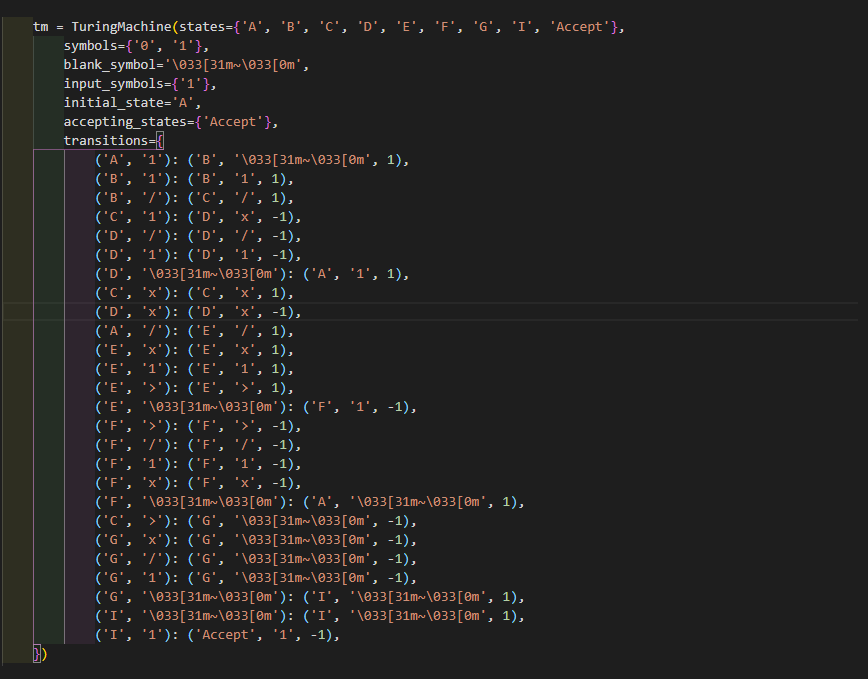 tm = TuringMachine(states={'A', 'B', 'C', 'D', 'E', 'F', 'G', 'I', 'Accept'},
symbols={'0', '1'},
blank_symbol='\033[31m~\033[0m',
input_symbols={'1'},
initial_state='A',
accepting_states={'Accept'},
transitions={
('A', '1'): ('B', '\033[31m~\033[0m', 1),
('B', '1'): ('B', '1', 1),
('B', '/'): ('C', '/', 1),
('C', '1'): ('D', 'x', -1),
('D', '/'): ('D', '/', -1),
('D', '1'): ('D', '1', -1),
('D', '\033[31m~\033[0m'): ('A', '1', 1),
('C', 'x'): ('C', 'x', 1),
('D', 'x'): ('D', 'x', -1),
('A', '/'): ('E', '/', 1),
('E', 'x'): ('E', 'x', 1),
('E', '1'): ('E', '1', 1),
('E', '>'): ('E', '>', 1),
('E', '\033[31m~\033[0m'): ('F', '1', -1),
('F', '>'): ('F', '>', -1),
('F', '/'): ('F', '/', -1),
('F', '1'): ('F', '1', -1),
('F', 'x'): ('F', 'x', -1),
('F', '\033[31m~\033[0m'): ('A', '\033[31m~\033[0m', 1),
('C', '>'): ('G', '\033[31m~\033[0m', -1),
('G', 'x'): ('G', '\033[31m~\033[0m', -1),
('G', '/'): ('G', '\033[31m~\033[0m', -1),
('G', '1'): ('G', '\033[31m~\033[0m', -1),
('G', '\033[31m~\033[0m'): ('I', '\033[31m~\033[0m', 1),
('I', '\033[31m~\033[0m'): ('I', '\033[31m~\033[0m', 1),
('I', '1'): ('Accept', '1', -1),
})